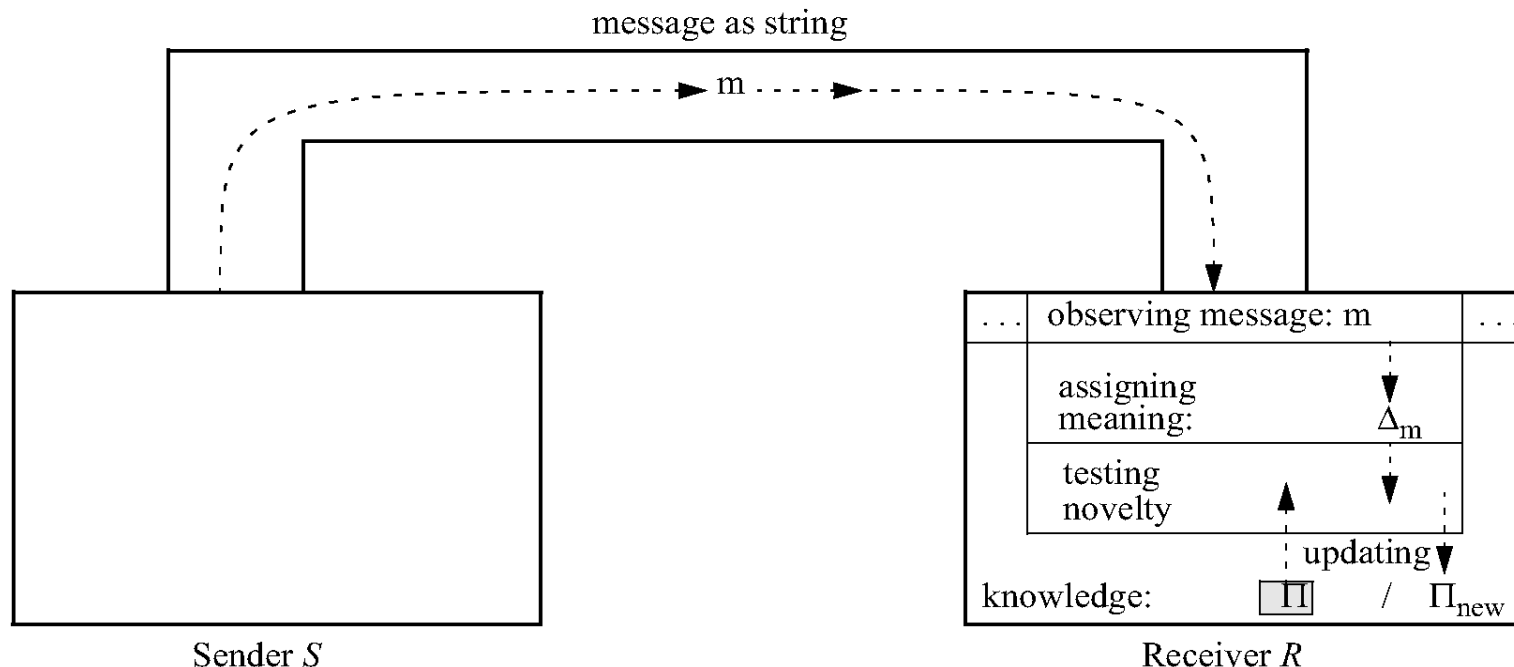 message as string
m
. . . observing message: m . . .
assigning
meaning: Δm
testing
novelty
updating
knowledge: Π / Πnew
Sender S
Receiver R